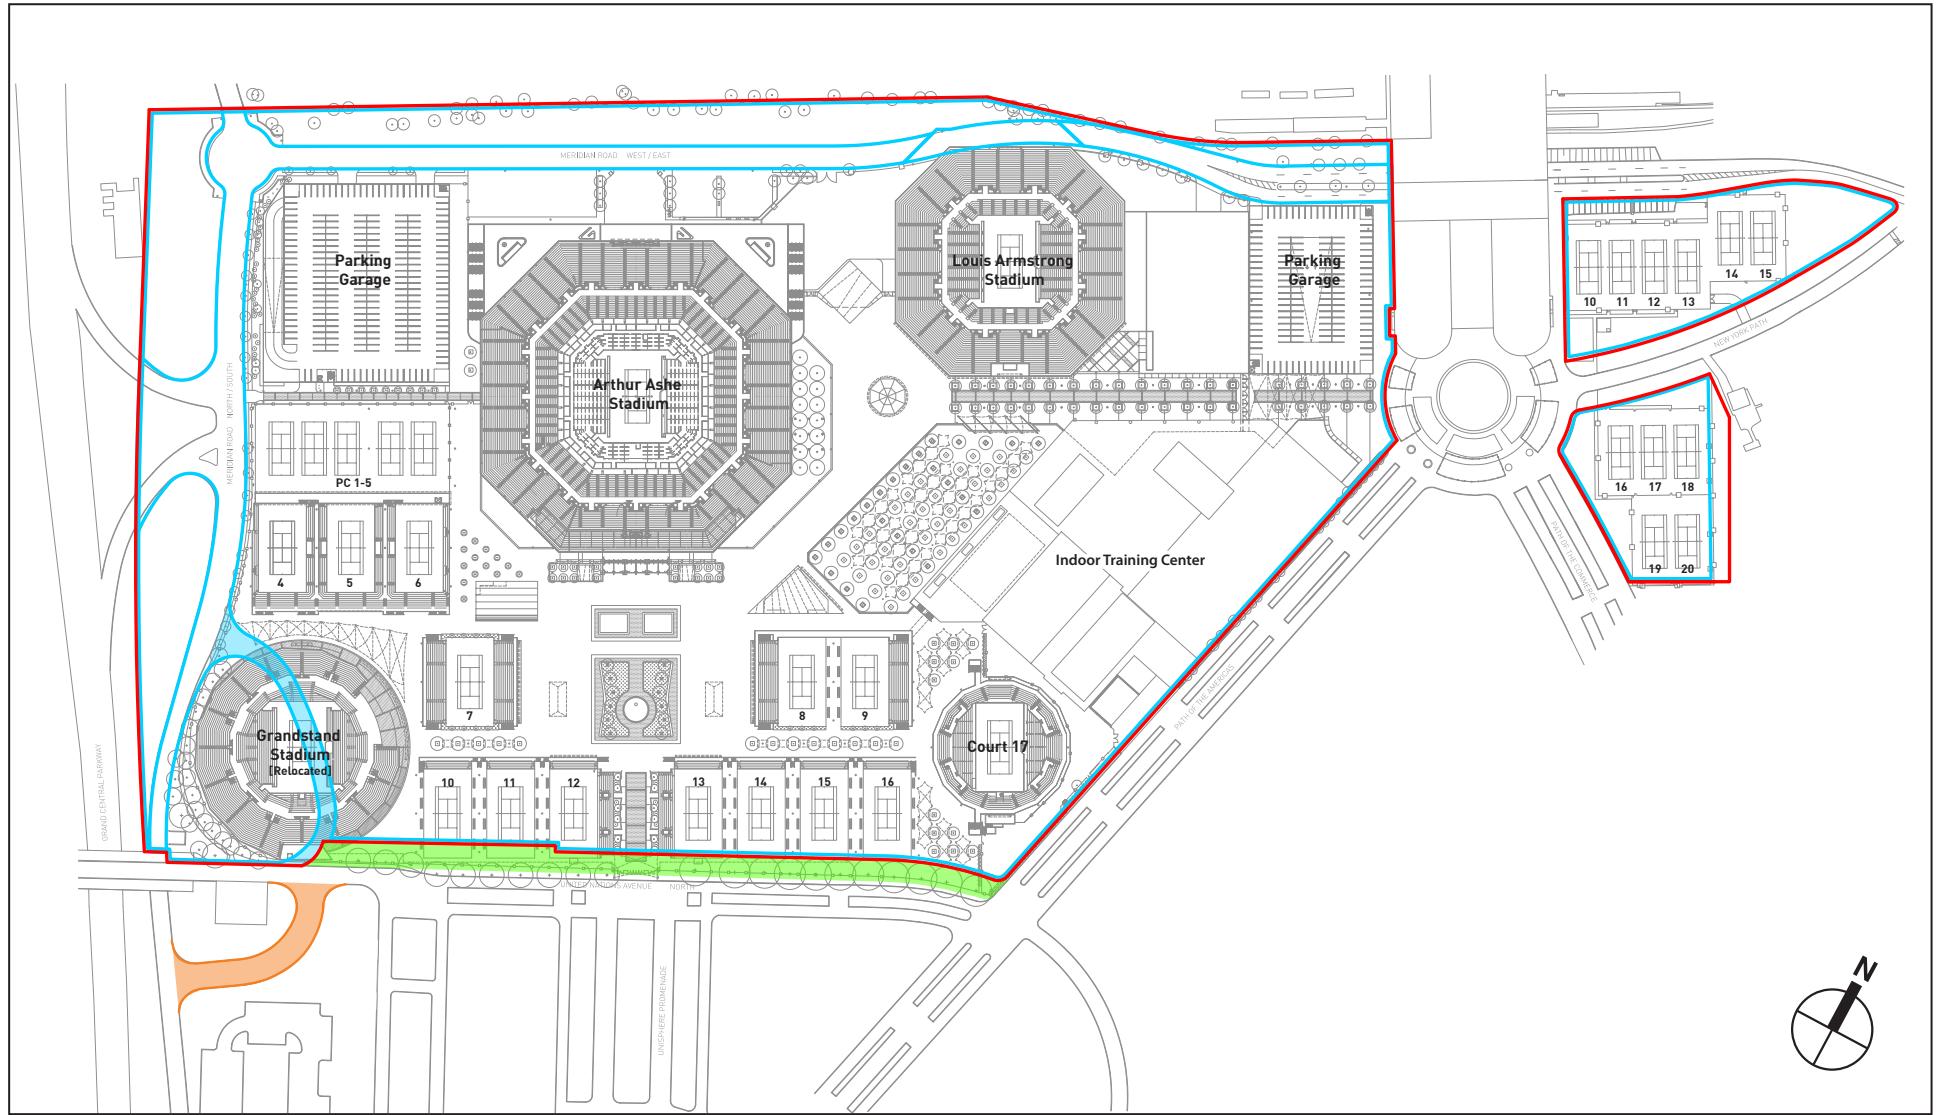 MERIDIAN ROAD WEST / EAST
Parking
Garage
Louis Armstrong
Stadium
Parking
Garage
14 15
10 11 12 13
NEW YORK PATH
MERIDIAN ROAD NORTH / SOUTH
Arthur Ashe
Stadium
PC 1-5
16 17 18
4 5 6
Indoor Training Center
19 20
PATH OF THE COMMERCE
PATH OF THE AMERICAS
7 8 9
Grandstand
Stadium
[Relocated]
Court 17
GRAND CENTRAL PARKWAY
10 11 12 13 14 15 16
UNITED NATIONS AVENUE NORTH
UNISPHERE PROMENADE
N